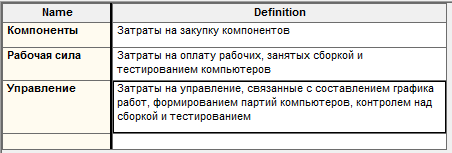 Name Definition
Компоненты Затраты на закупку компонентов
Рабочая сила Затраты на оплату рабочих, занятых сборкой и
тестированием компьютеров
Управление Затраты на управление, связанные с составлением графика
работ, формированием партий компьютеров, контролем над
сборкой и тестированием